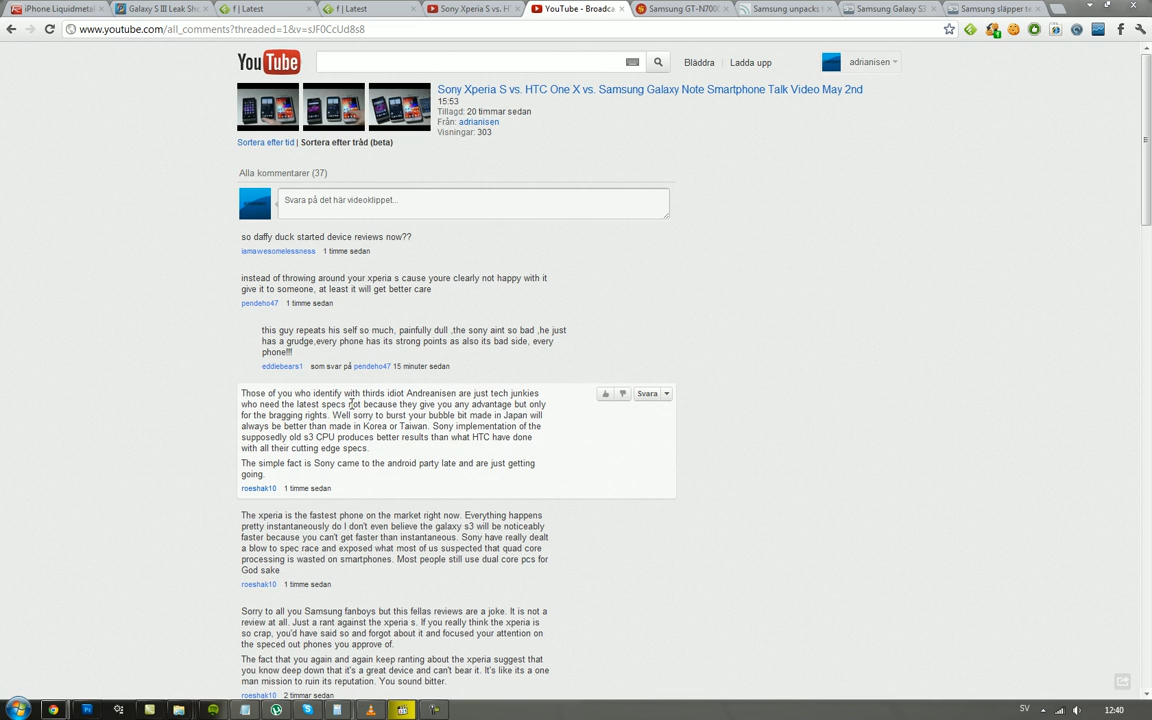 iPhone Liquidmetal
Galaxy S III Leak Sho
f | Latest
f | Latest
Sony Xperia S vs. H
YouTube - Broadca
Samsung GT-N7000
Samsung unpacks t
Samsung Galaxy S3
Samsung släpper te
www.youtube.com/all_comments?threaded=1&v=sJF0CcUd8s8
YouTube
Bläddra
Ladda upp
adrianisen
Sony Xperia S vs. HTC One X vs. Samsung Galaxy Note Smartphone Talk Video May 2nd
15:53
Tillagd: 20 timmar sedan
Från: adrianisen
Visningar: 303
Sortera efter tid | Sortera efter tråd (beta)
Alla kommentarer (37)
Svara på det här videoklippet...
so daffy duck started device reviews now??
iamawesomelessness 1 timme sedan
instead of throwing around your xperia s cause youre clearly not happy with it
give it to someone, at least it will get better care
pendeho47 1 timme sedan
this guy repeats his self so much, painfully dull ,the sony aint so bad ,he just
has a grudge,every phone has its strong points as also its bad side, every
phone!!!
eddiebears1 som svar på pendeho47 15 minuter sedan
Those of you who identify with thirds idiot Andreanisen are just tech junkies
who need the latest specs not because they give you any advantage but only
for the bragging rights. Well sorry to burst your bubble bit made in Japan will
always be better than made in Korea or Taiwan. Sony implementation of the
supposedly old s3 CPU produces better results than what HTC have done
with all their cutting edge specs.
The simple fact is Sony came to the android party late and are just getting
going.
roeshak10 1 timme sedan
Svara
The xperia is the fastest phone on the market right now. Everything happens
pretty instantaneously do I don't even believe the galaxy s3 will be noticeably
faster because you can't get faster than instantaneous. Sony have really dealt
a blow to spec race and exposed what most of us suspected that quad core
processing is wasted on smartphones. Most people still use dual core pcs for
God sake
roeshak10 1 timme sedan
Sorry to all you Samsung fanboys but this fellas reviews are a joke. It is not a
review at all. Just a rant against the xperia s. If you really think the xperia is
so crap, you'd have said so and forgot about it and focused your attention on
the speced out phones you approve of.
The fact that you again and again keep ranting about the xperia suggest that
you know deep down that it's a great device and can't bear it. It's like its a one
man mission to ruin its reputation. You sound bitter.
roeshak10 2 timmar sedan
SV
12:40